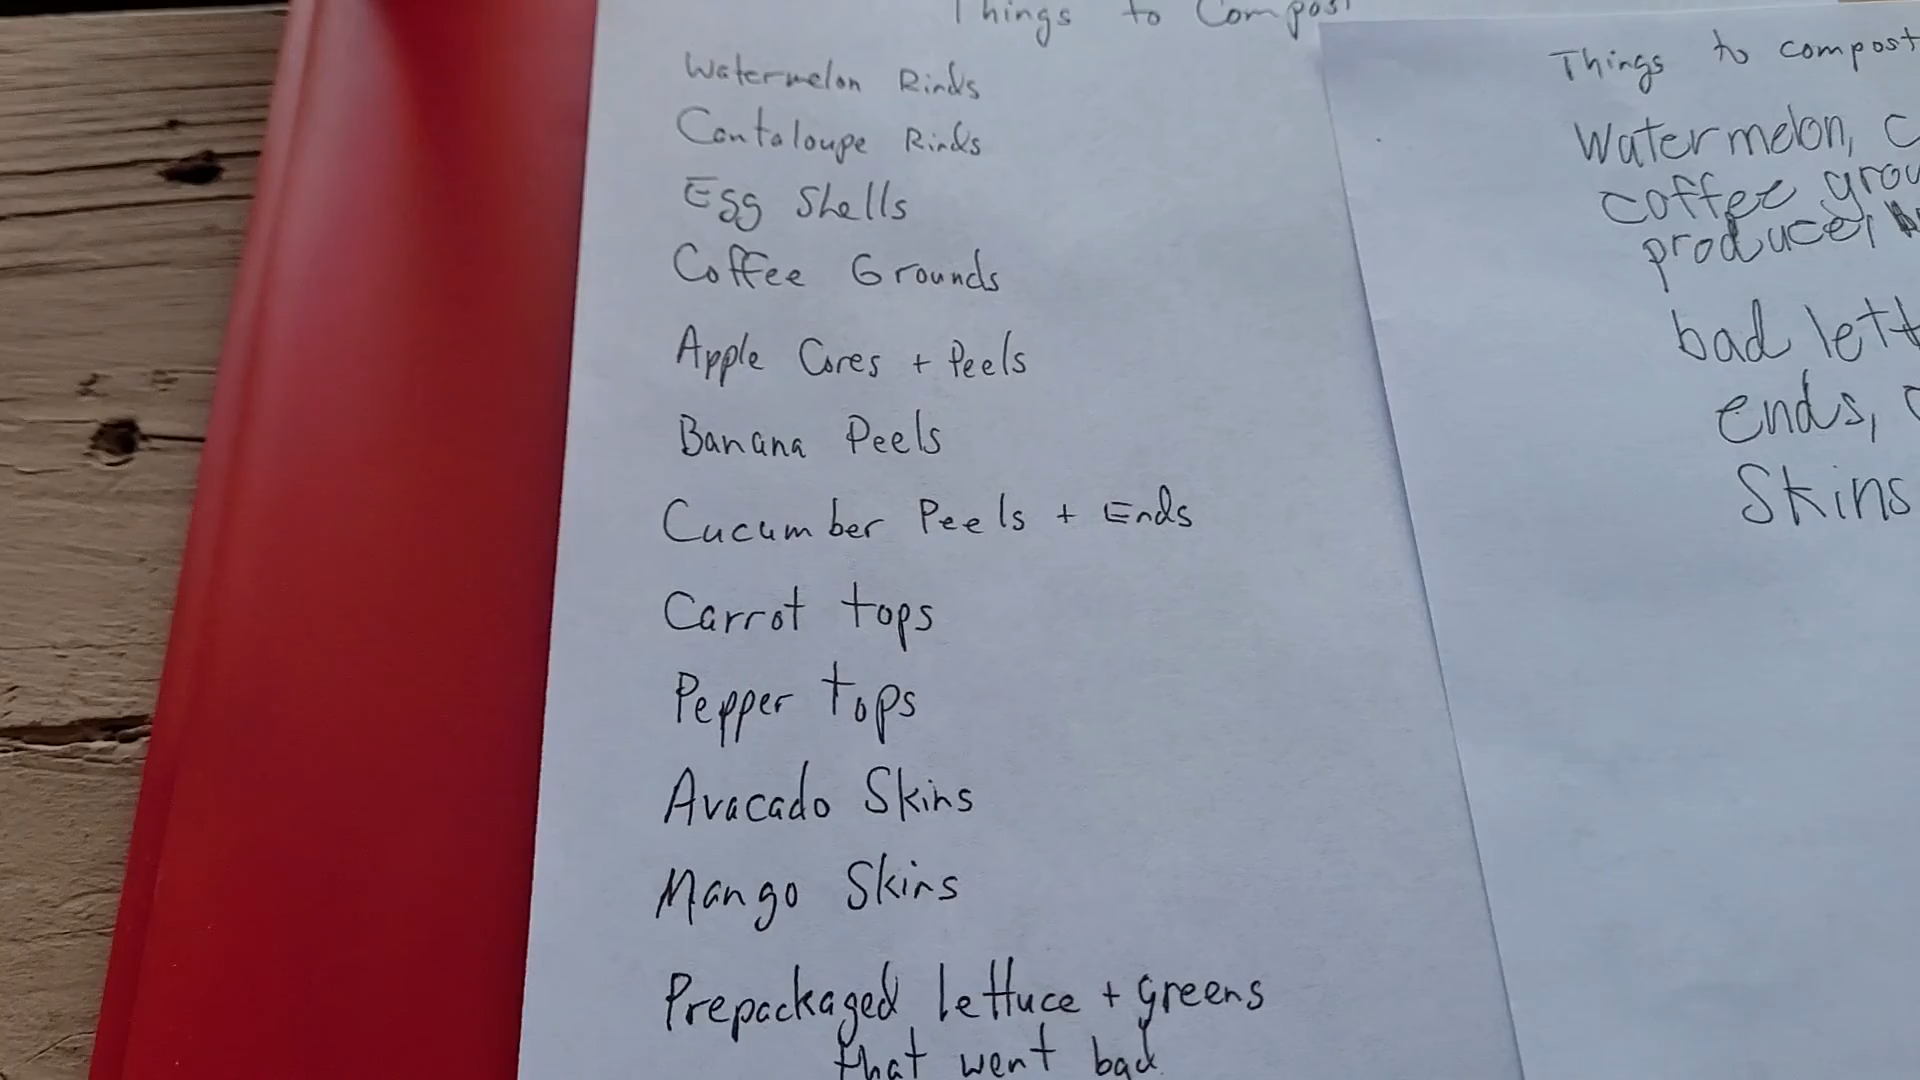 Things to Compost
Watermelon Rinds
Cantaloupe Rinds
Egg Shells
Coffee Grounds
Apple Cores + Peels
Banana Peels
Cucumber Peels + Ends
Carrot tops
Pepper tops
Avacado Skins
Mango Skins
Prepackaged lettuce + greens
that went bad
Things to compost
Watermelon, C
coffee grou
produce,
bad lett
ends,
Skins